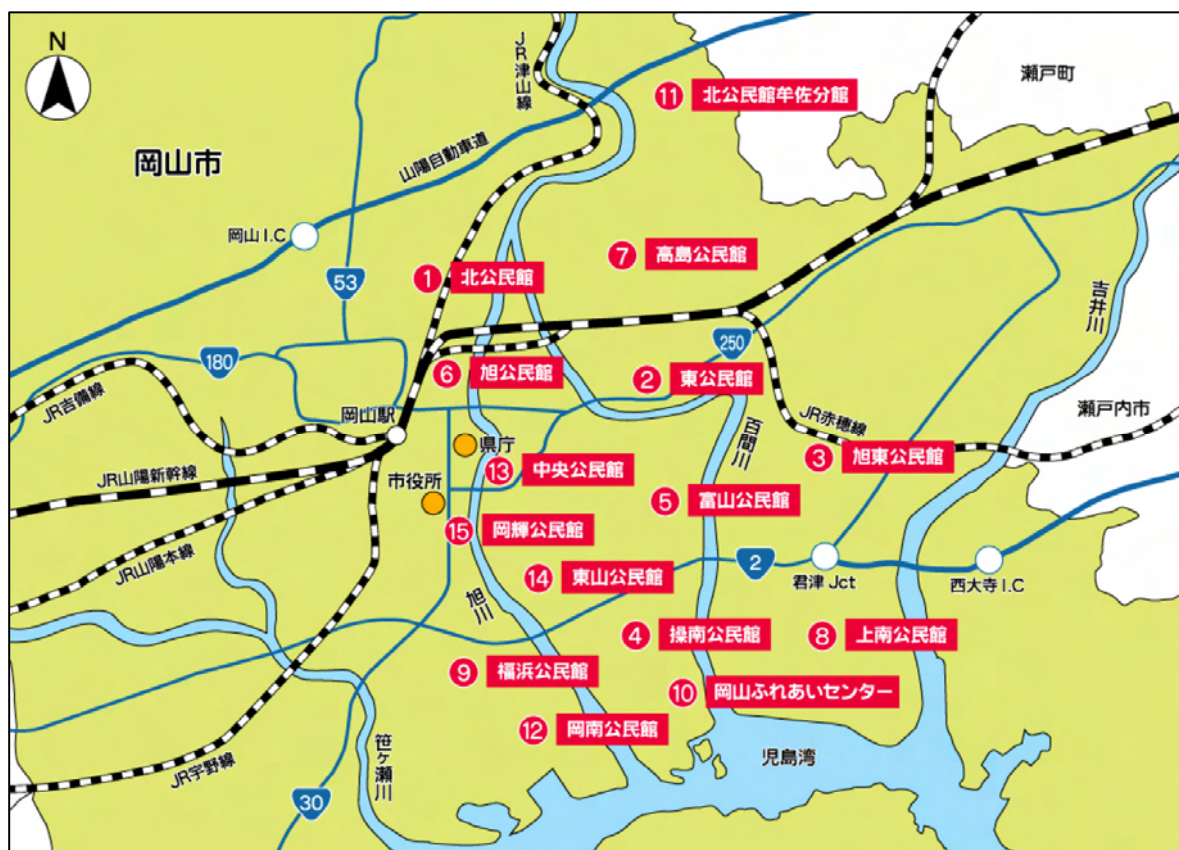 N
岡山市
JR津山線
山陽自動車道
岡山 I.C
53
180
250
2
30
瀬戸町
瀬戸内市
吉井川
百間川
旭川
笹ヶ瀬川
児島湾
JR吉備線
岡山駅
JR山陽新幹線
JR山陽本線
JR宇野線
JR赤穂線
県庁
市役所
君津 Jct
西大寺 I.C
⑪ 北公民館牟佐分館
⑦ 高島公民館
① 北公民館
⑥ 旭公民館
② 東公民館
③ 旭東公民館
⑬ 中央公民館
⑤ 富山公民館
⑮ 岡輝公民館
⑭ 東山公民館
④ 操南公民館
⑧ 上南公民館
⑨ 福浜公民館
⑩ 岡山ふれあいセンター
⑫ 岡南公民館